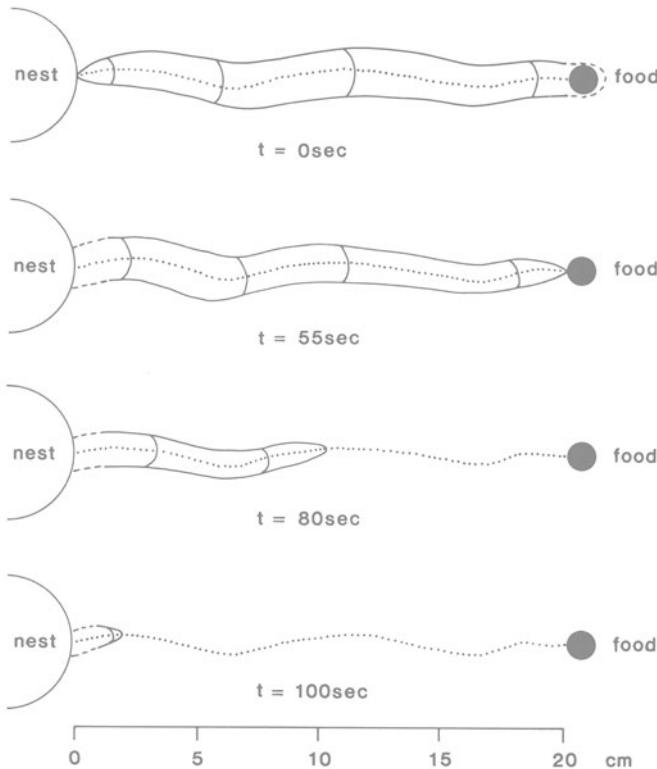 nest food
t = 0sec
nest food
t = 55sec
nest food
t = 80sec
nest food
t = 100sec
0 5 10 15 20 cm